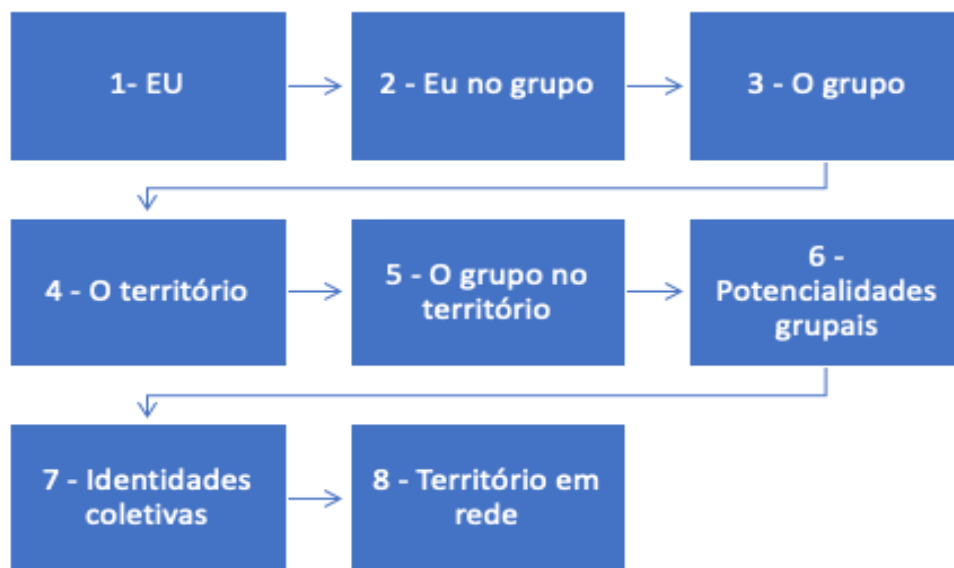 1- EU
2 - Eu no grupo
3 - O grupo
4 - O território
5 - O grupo no
território
6 -
Potencialidades
grupais
7 - Identidades
coletivas
8 - Território em
rede